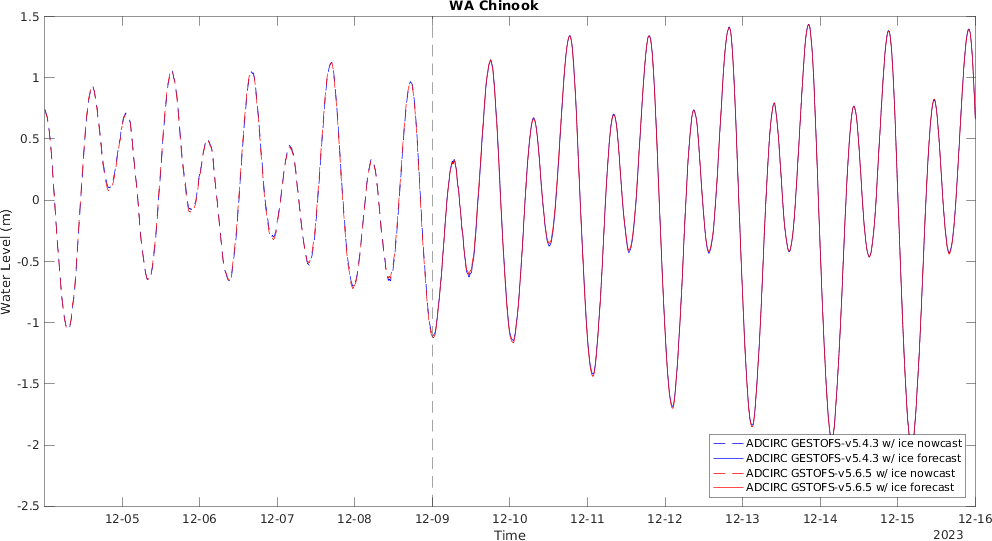 WA Chinook
1.5
1
0.5
0
-0.5
-1
-1.5
-2
-2.5
Water Level (m)
12-05 12-06 12-07 12-08 12-09 12-10 12-11 12-12 12-13 12-14 12-15 12-16
Time
2023
ADCIRC GESTOFS-v5.4.3 w/ ice nowcast
ADCIRC GESTOFS-v5.4.3 w/ ice forecast
ADCIRC GSTOFS-v5.6.5 w/ ice nowcast
ADCIRC GSTOFS-v5.6.5 w/ ice forecast